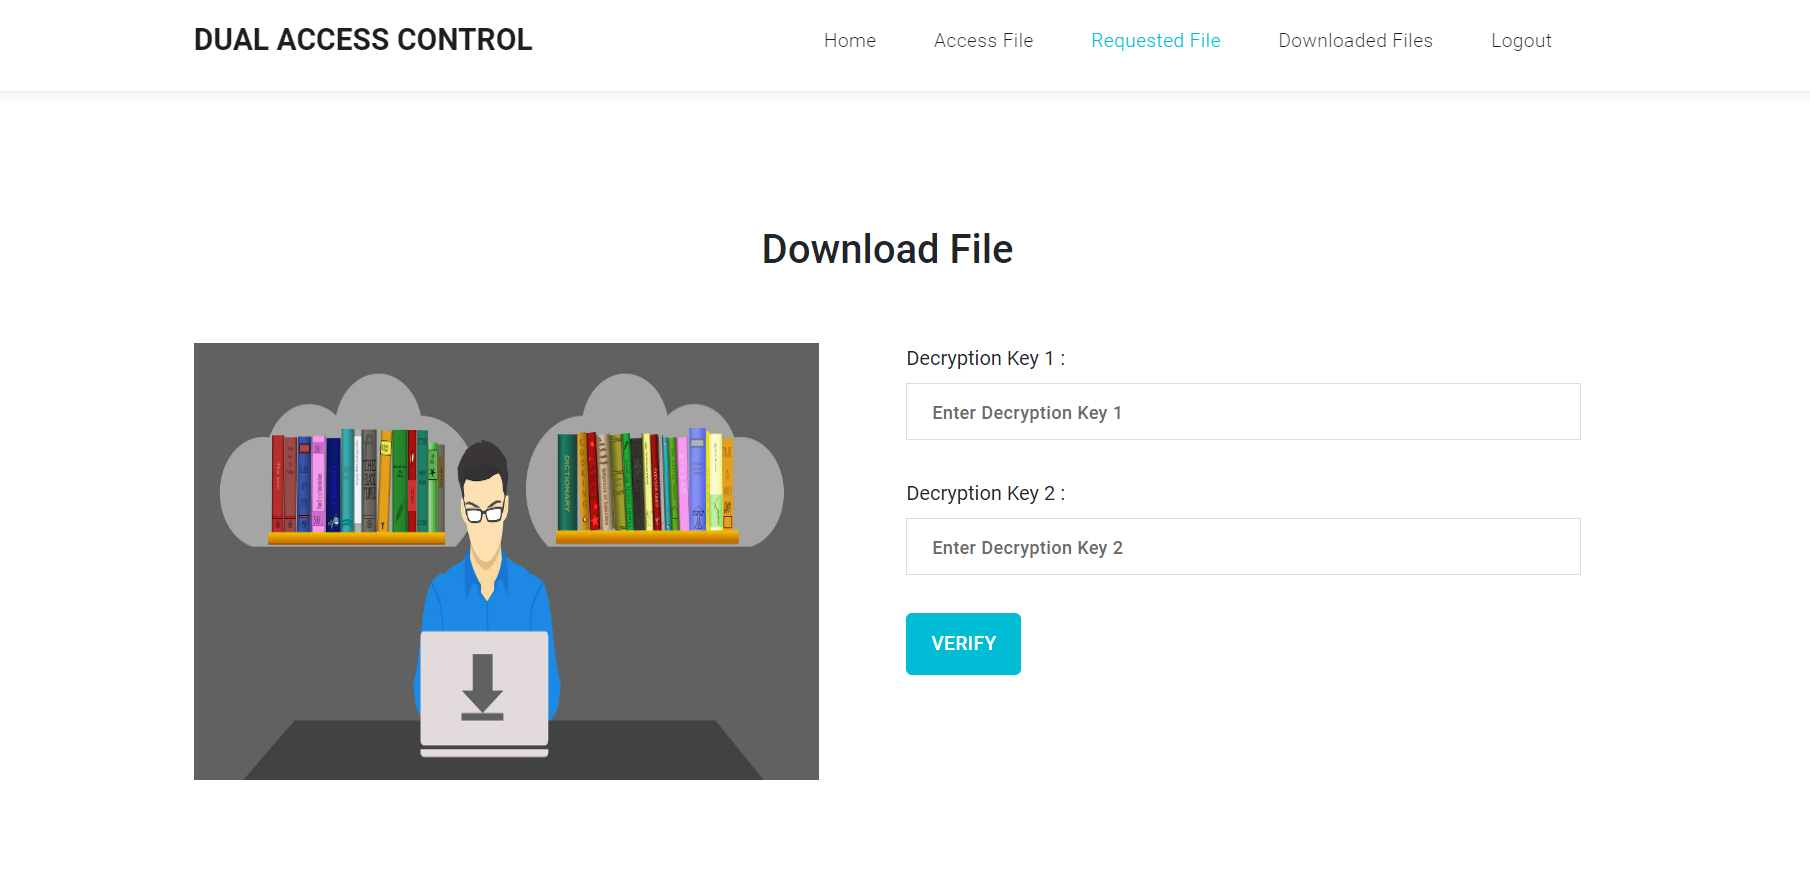 DUAL ACCESS CONTROL
Home
Access File
Requested File
Downloaded Files
Logout
Download File
DICTIONARY
Decryption Key 1 :
Enter Decryption Key 1
Decryption Key 2 :
Enter Decryption Key 2
VERIFY